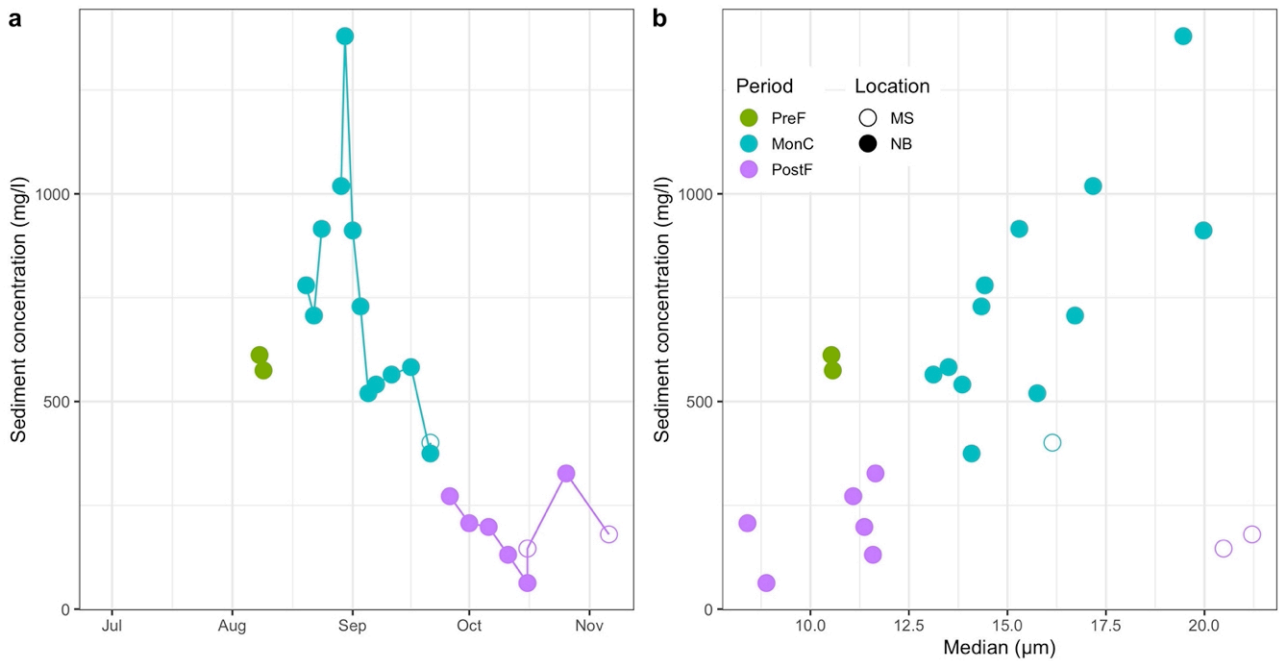 a
Sediment concentration (mg/l)
1000
500
0
Jul Aug Sep Oct Nov
b
Sediment concentration (mg/l)
1000
500
0
10.0 12.5 15.0 17.5 20.0
Median (µm)
Period
PreF
MonC
PostF
Location
MS
NB